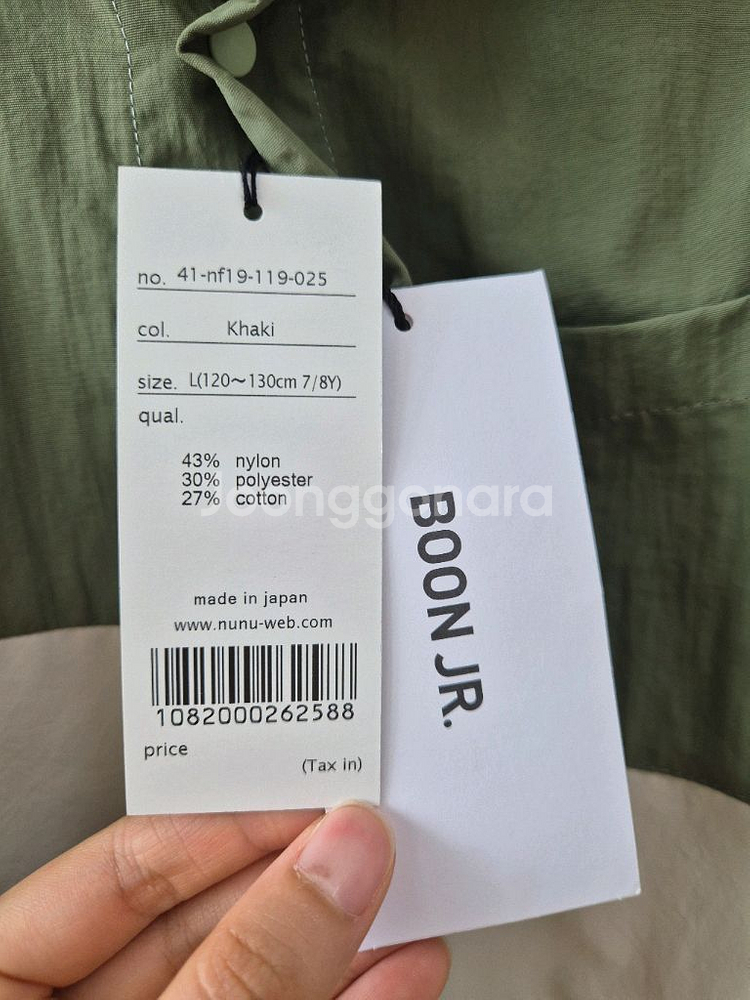 no. 41-nf19-119-025
col. Khaki
size. L(120〜130cm 7/8Y)
qual.
43% nylon
30% polyester
27% cotton
made in japan
www.nunu-web.com
1082000262588
price
(Tax in)
BOON JR.
joonggonara